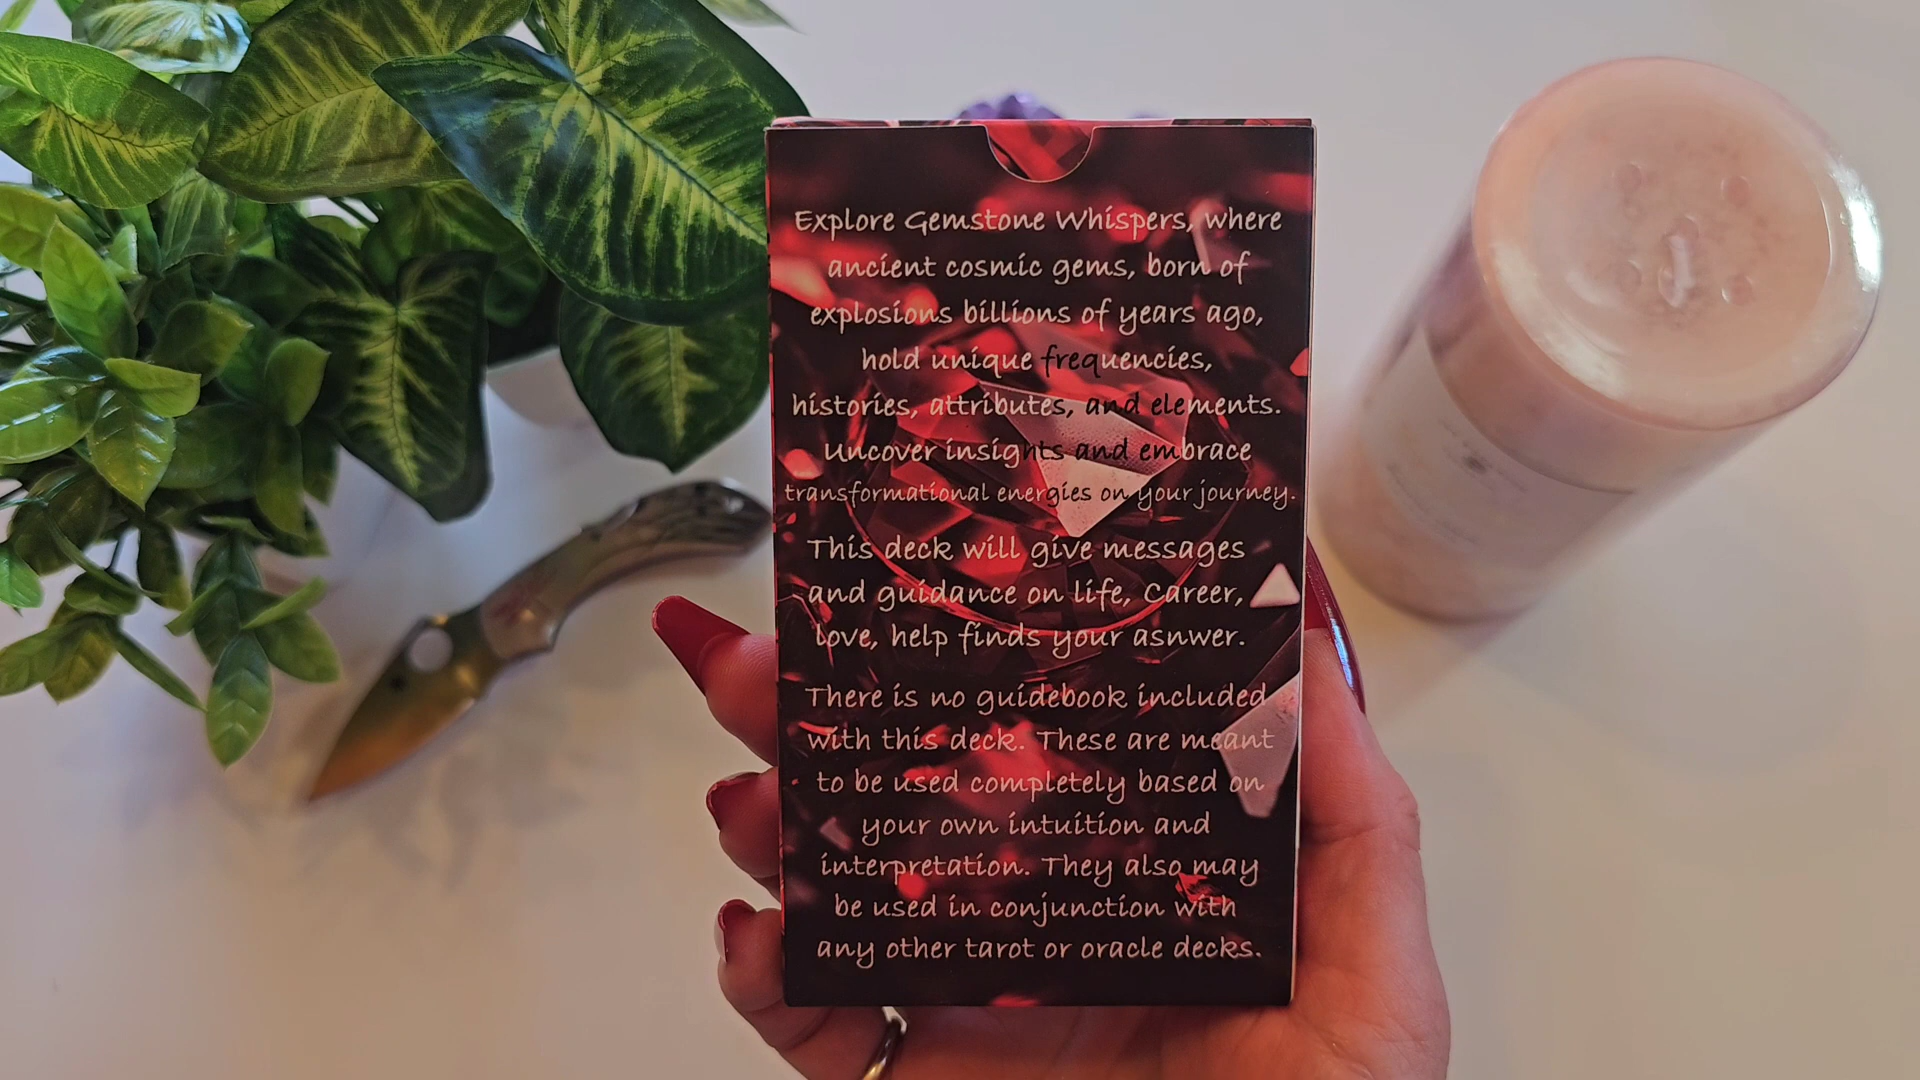 Explore Gemstone Whispers, where
ancient cosmic gems, born of
explosions billions of years ago,
hold unique frequencies,
histories, attributes, and elements.
Uncover insights and embrace
transformational energies on your journey.
This deck will give messages
and guidance on life, Career,
love, help finds your asnwer.
There is no guidebook included
with this deck. These are meant
to be used completely based on
your own intuition and
interpretation. They also may
be used in conjunction with
any other tarot or oracle decks.